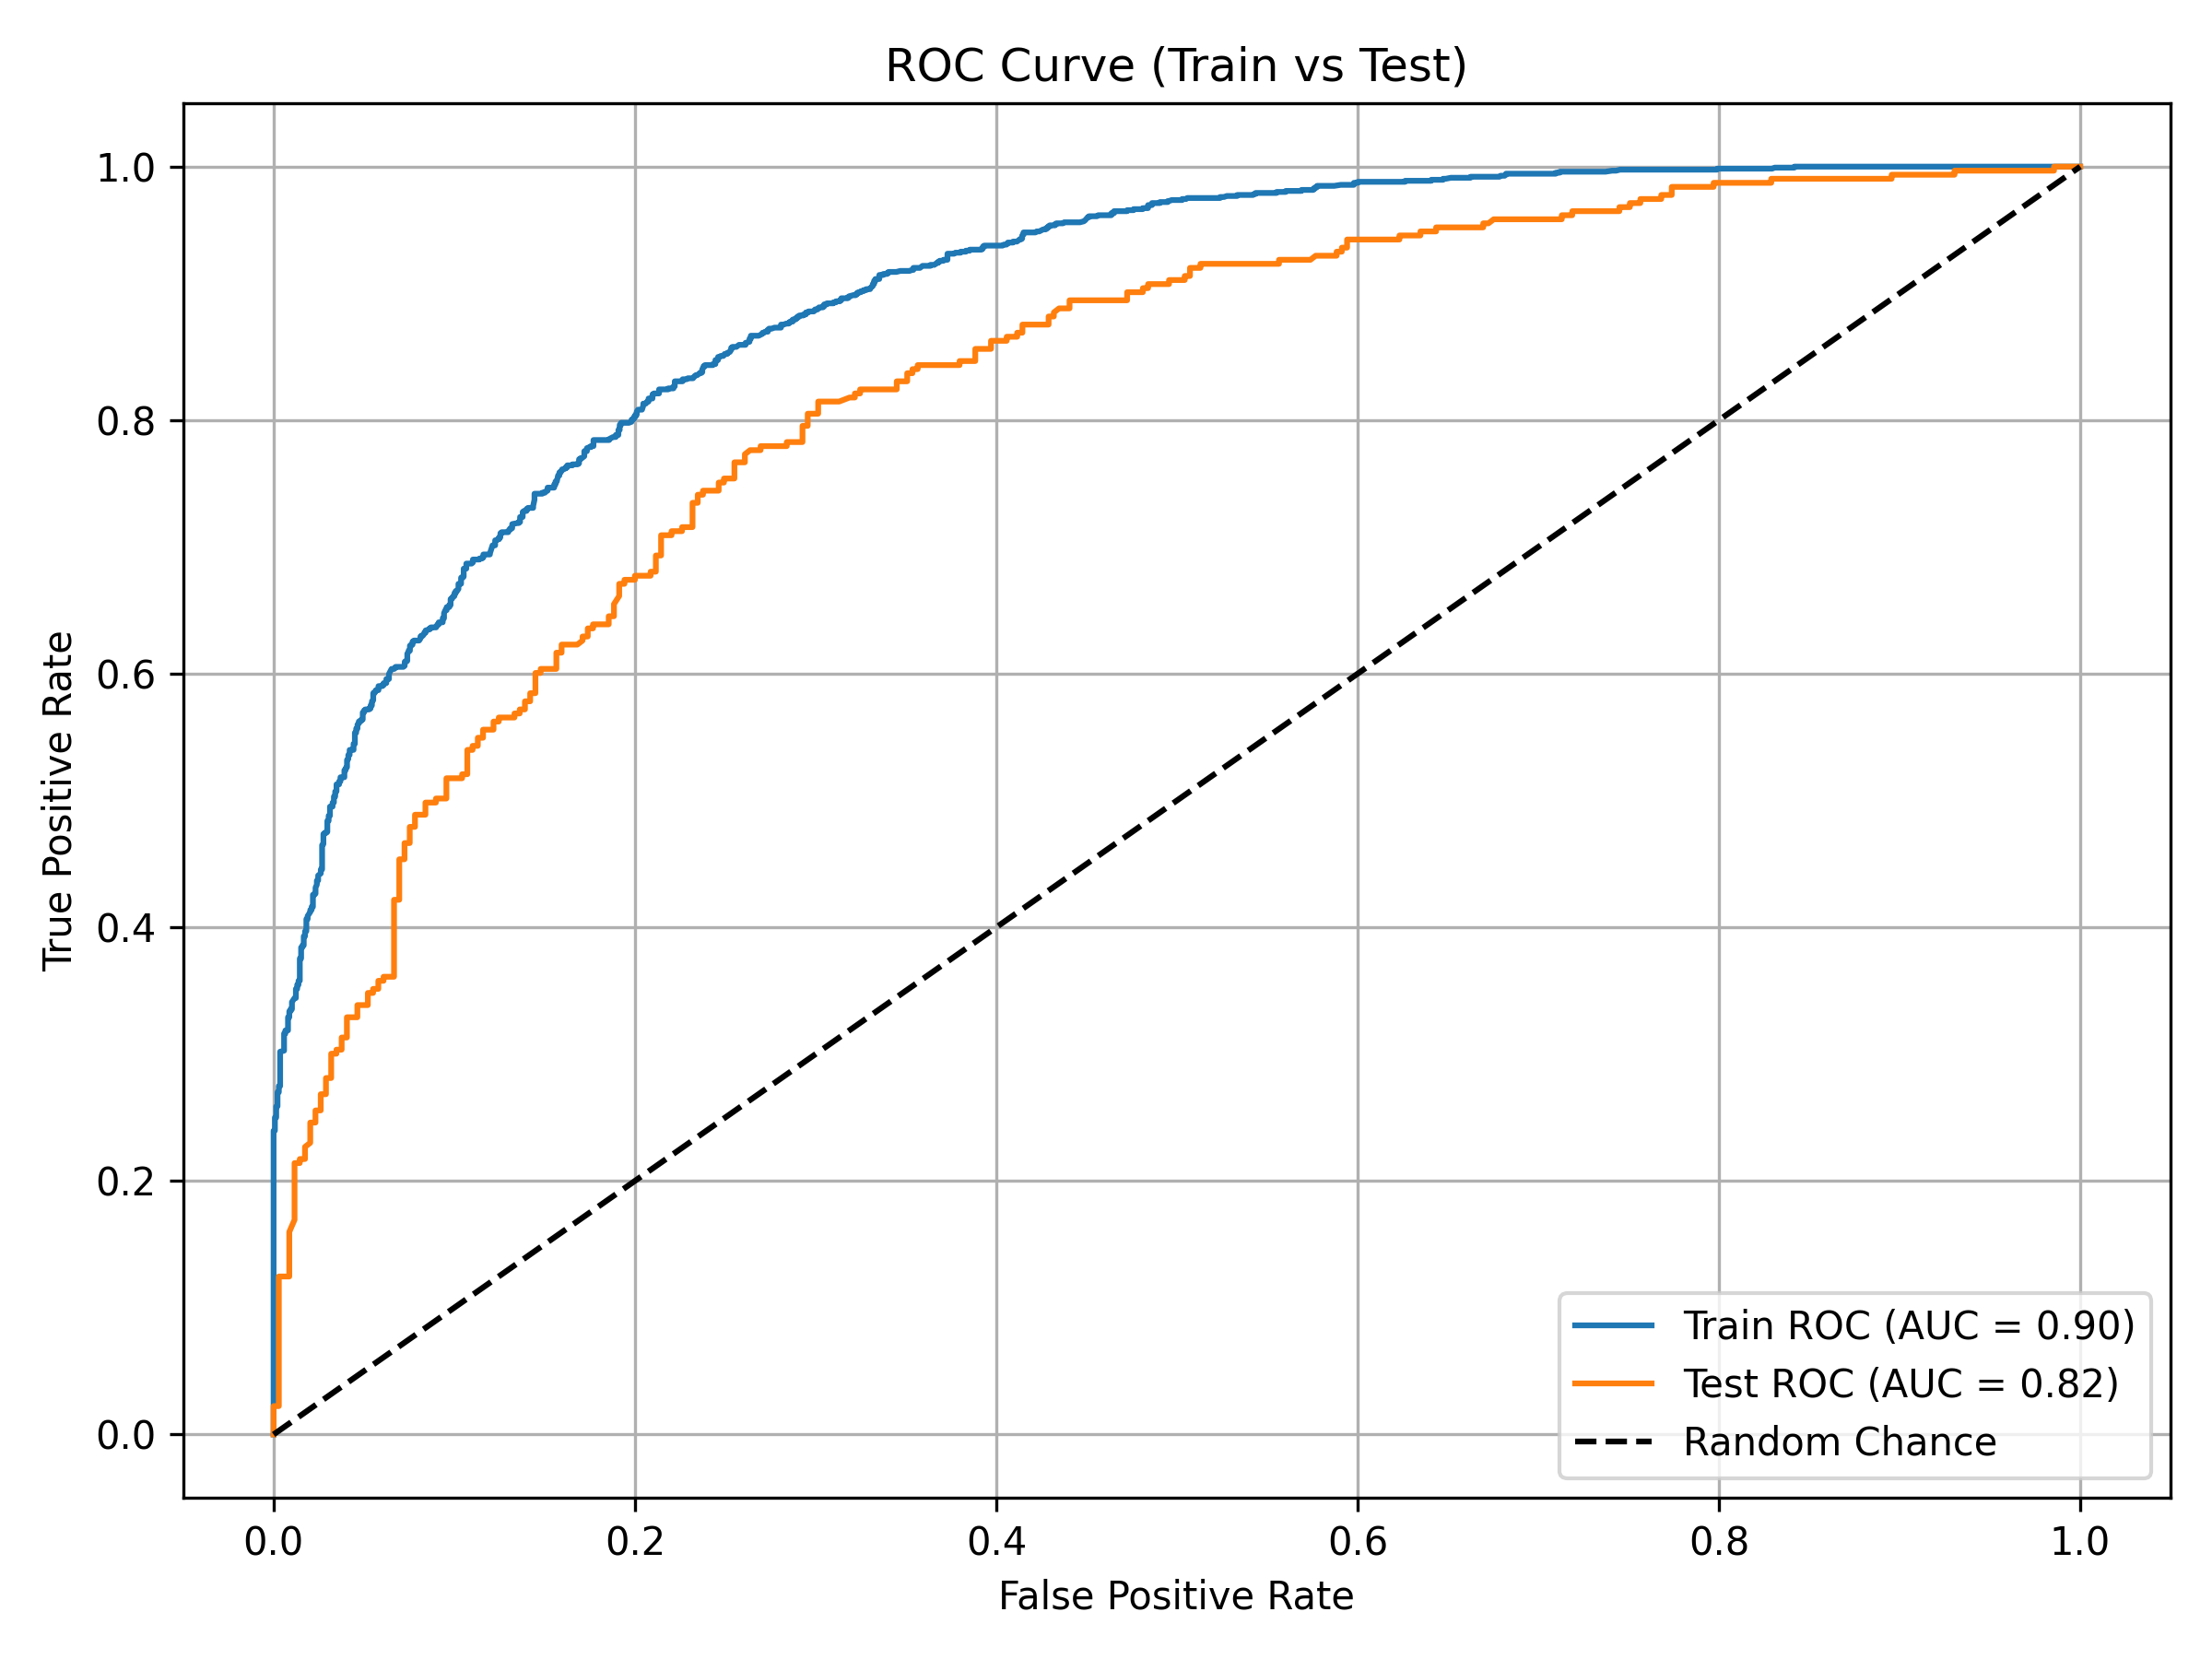 ROC Curve (Train vs Test)
True Positive Rate
1.0
0.8
0.6
0.4
0.2
0.0
0.0 0.2 0.4 0.6 0.8 1.0
False Positive Rate
Train ROC (AUC = 0.90)
Test ROC (AUC = 0.82)
Random Chance